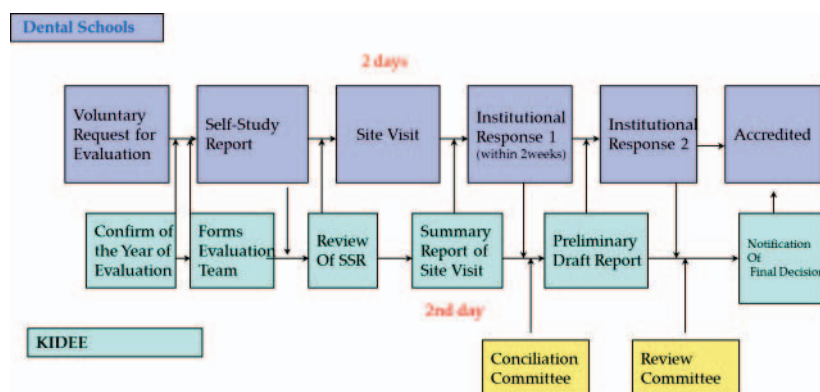 Dental Schools
2 days
Voluntary
Request for
Evaluation
Self-Study
Report
Site Visit
Institutional
Response 1
(within 2weeks)
Institutional
Response 2
Accredited
Confirm of
the Year of
Evaluation
Forms
Evaluation
Team
Review
Of SSR
Summary
Report of
Site Visit
Preliminary
Draft Report
Notification
Of
Final Decision
2nd day
KIDEE
Conciliation
Committee
Review
Committee